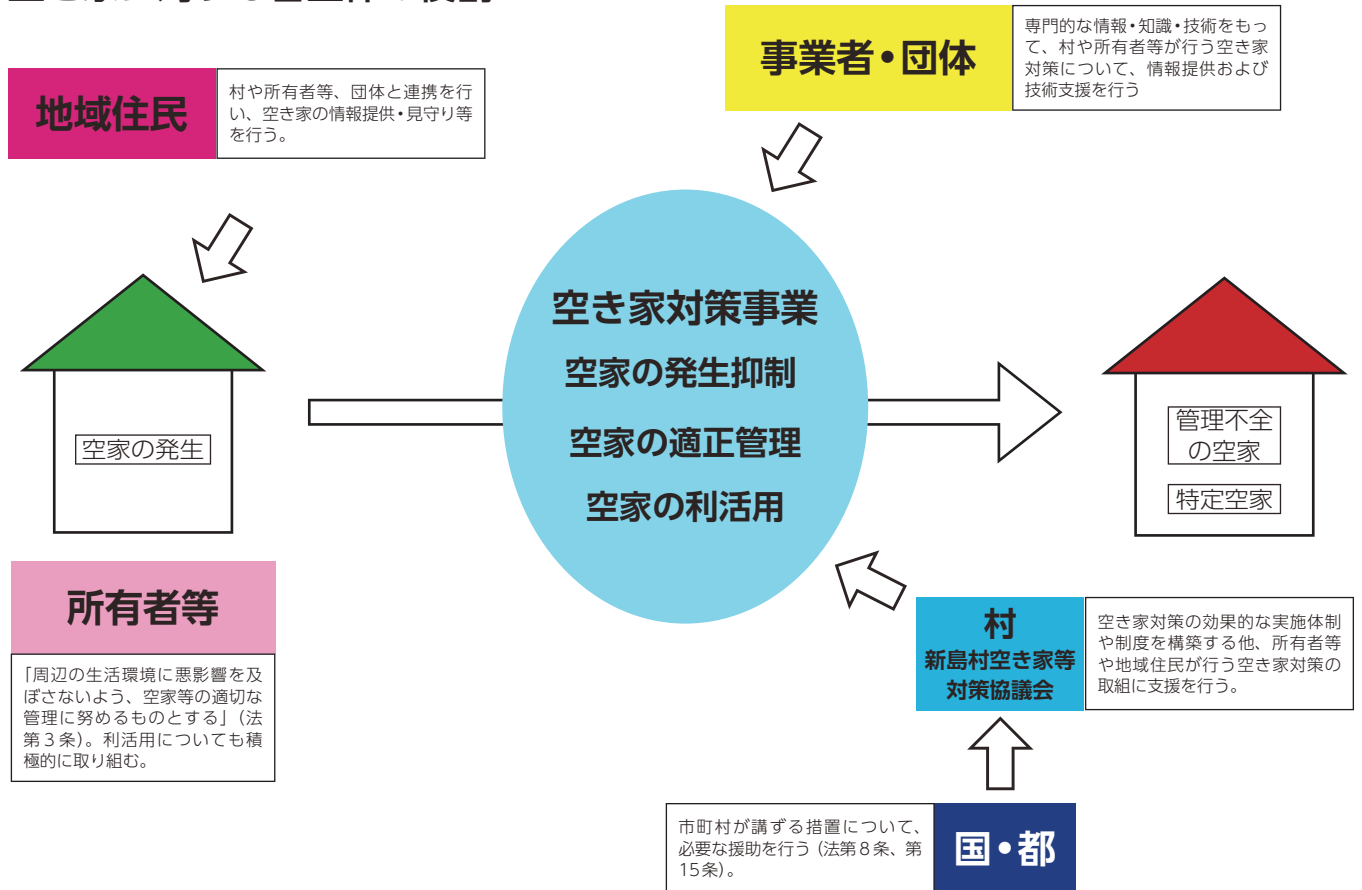 事業者・団体
専門的な情報・知識・技術をもっ
て、村や所有者等が行う空き家
対策について、情報提供および
技術支援を行う
地域住民
村や所有者等、団体と連携を行
い、空き家の情報提供・見守り等
を行う。
空き家対策事業
空家の発生抑制
空家の適正管理
空家の利活用
空家の発生
管理不全
の空家
特定空家
所有者等
「周辺の生活環境に悪影響を及
ぼさないよう、空家等の適切な
管理に努めるものとする」(法
第3条)。利活用についても積
極的に取り組む。
村
新島村空き家等
対策協議会
空き家対策の効果的な実施体制
や制度を構築する他、所有者等
や地域住民が行う空き家対策の
取組に支援を行う。
市町村が講ずる措置について、
必要な援助を行う(法第8条、第
15条)。
国・都